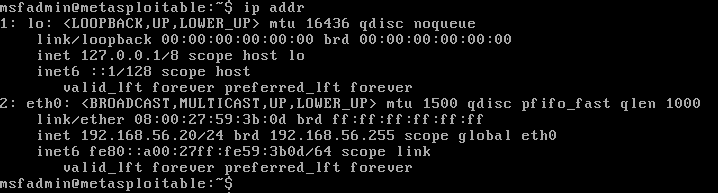 msfadmin@metasploitable:~$ ip addr
1: lo: <LOOPBACK,UP,LOWER_UP> mtu 16436 qdisc noqueue
    link/loopback 00:00:00:00:00:00 brd 00:00:00:00:00:00
    inet 127.0.0.1/8 scope host lo
    inet6 ::1/128 scope host
       valid_lft forever preferred_lft forever
2: eth0: <BROADCAST,MULTICAST,UP,LOWER_UP> mtu 1500 qdisc pfifo_fast qlen 1000
    link/ether 08:00:27:59:3b:0d brd ff:ff:ff:ff:ff:ff
    inet 192.168.56.20/24 brd 192.168.56.255 scope global eth0
    inet6 fe80::a00:27ff:fe59:3b0d/64 scope link
       valid_lft forever preferred_lft forever
msfadmin@metasploitable:~$